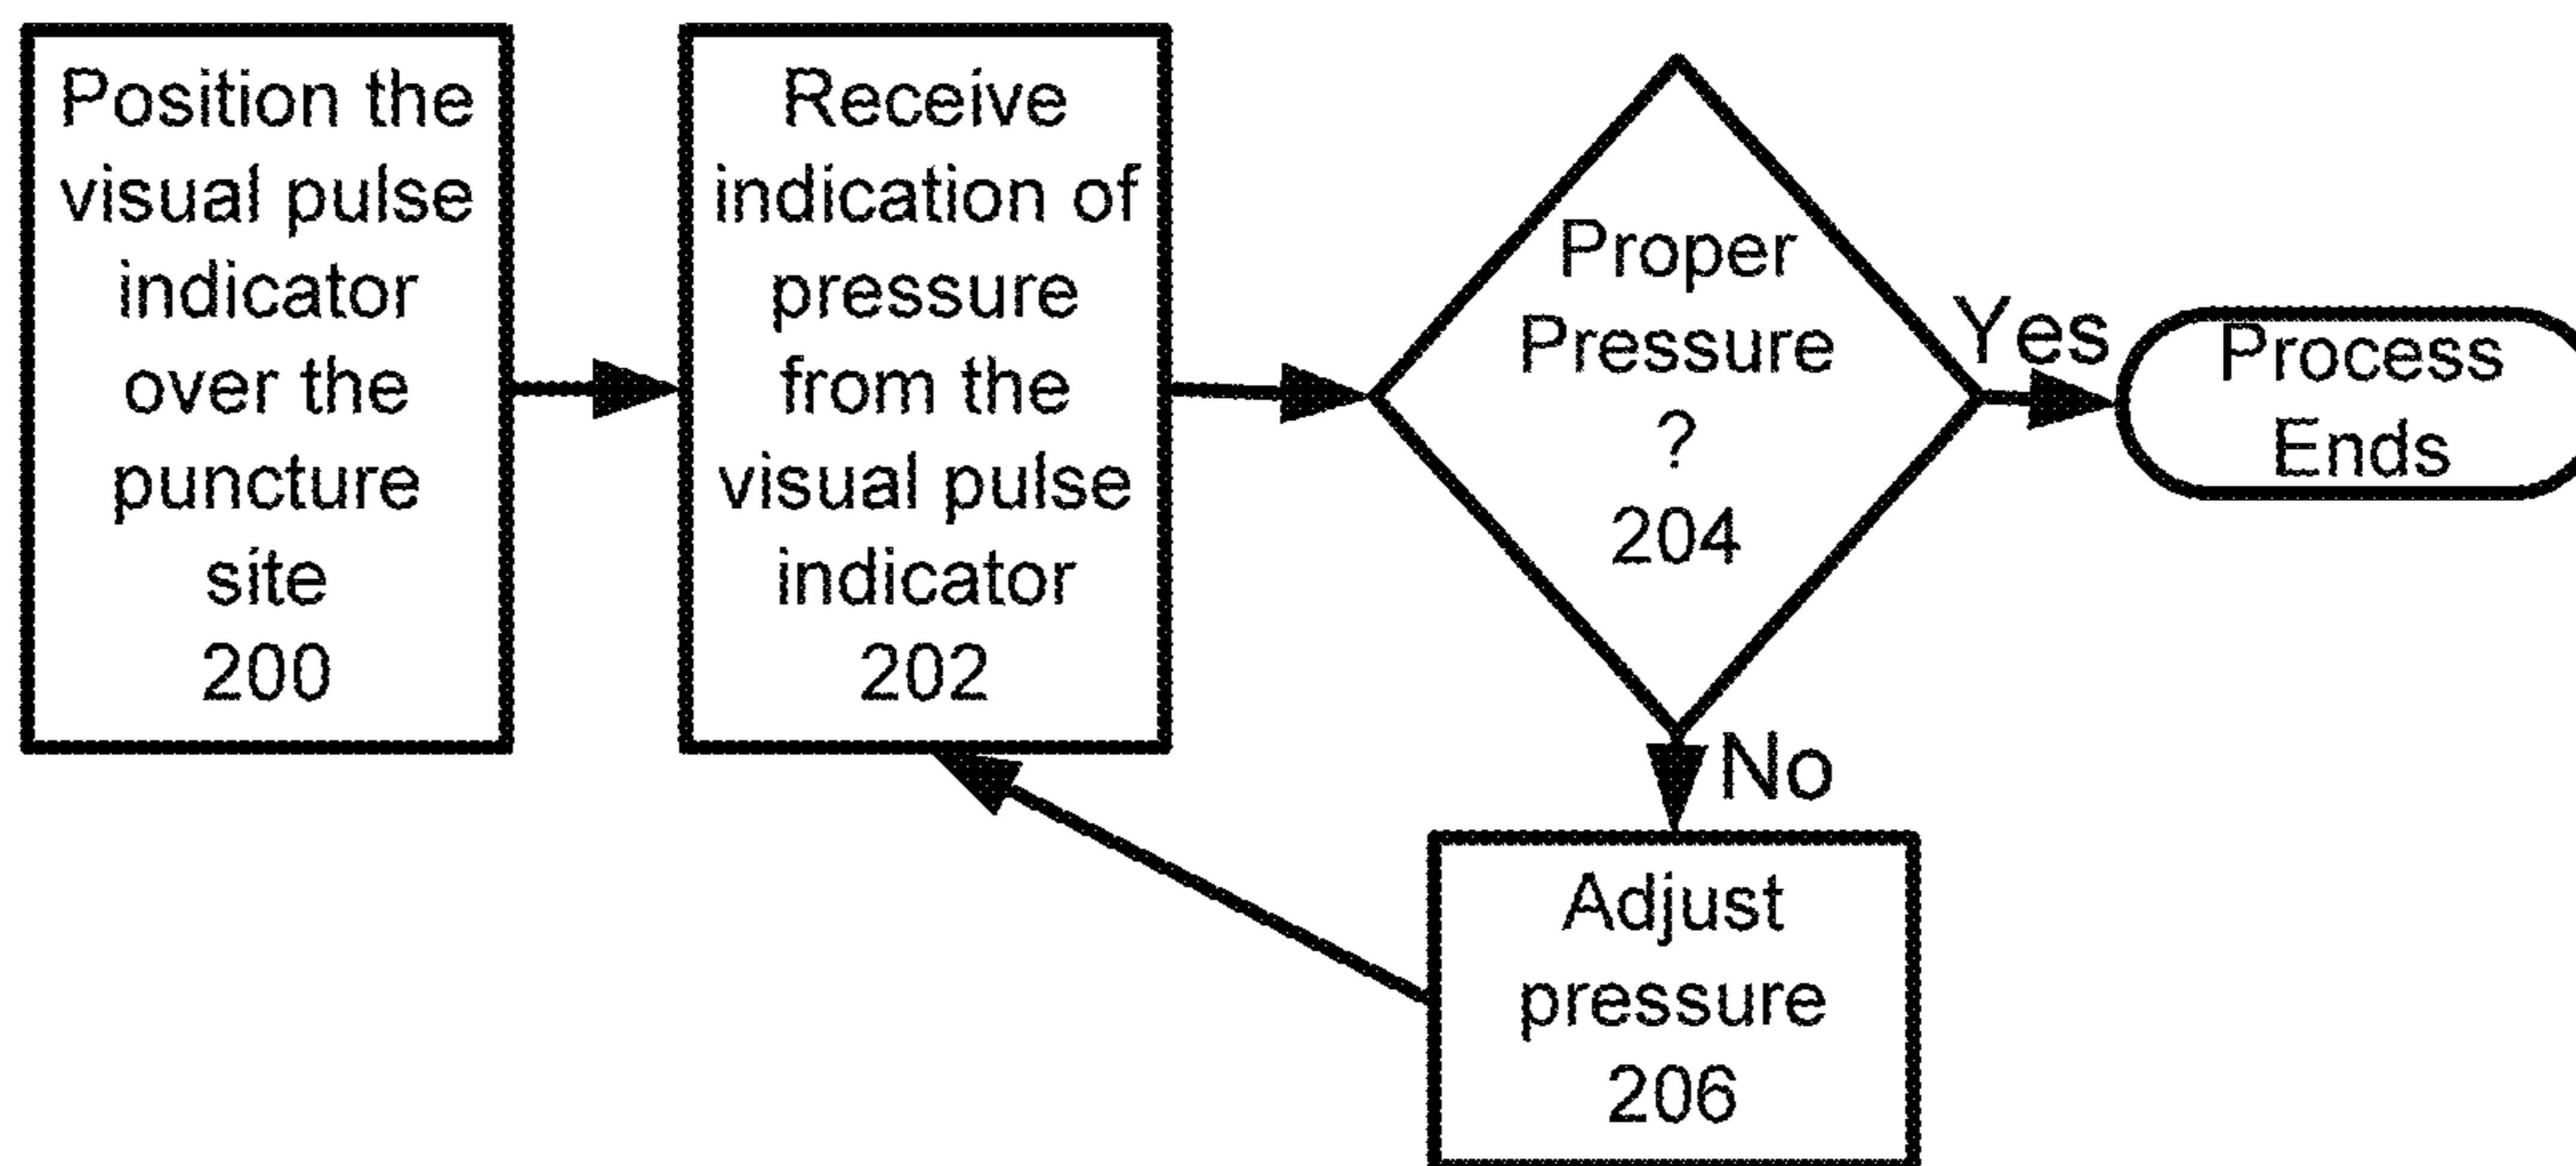 Position the
visual pulse
indicator
over the
puncture
site
200
Receive
indication of
pressure
from the
visual pulse
indicator
202
Proper
Pressure
?
204
Yes
Process
Ends
No
Adjust
pressure
206